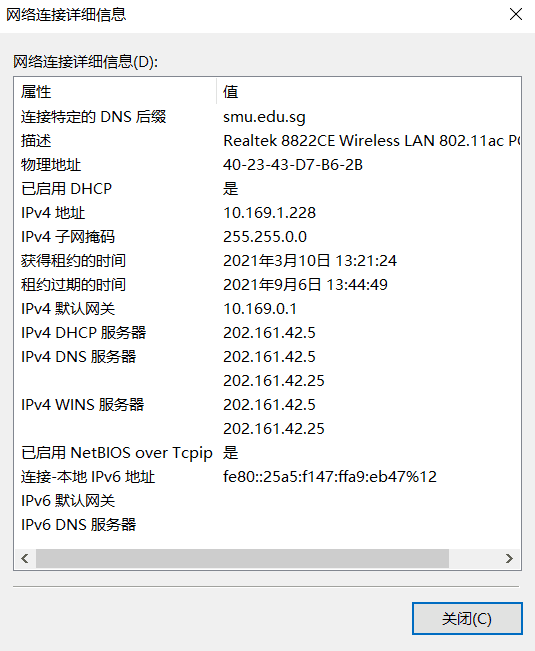 网络连接详细信息
网络连接详细信息(D):
属性 值
连接特定的 DNS 后缀 smu.edu.sg
描述 Realtek 8822CE Wireless LAN 802.11ac
物理地址 40-23-43-D7-B6-2B
已启用 DHCP 是
IPv4 地址 10.169.1.228
IPv4 子网掩码 255.255.0.0
获得租约的时间 2021年3月10日 13:21:24
租约过期的时间 2021年9月6日 13:44:49
IPv4 默认网关 10.169.0.1
IPv4 DHCP 服务器 202.161.42.5
IPv4 DNS 服务器 202.161.42.5
202.161.42.25
IPv4 WINS 服务器 202.161.42.5
202.161.42.25
已启用 NetBIOS over Tcpip 是
连接-本地 IPv6 地址 fe80::25a5:f147:ffa9:eb47%12
IPv6 默认网关
IPv6 DNS 服务器
关闭(C)